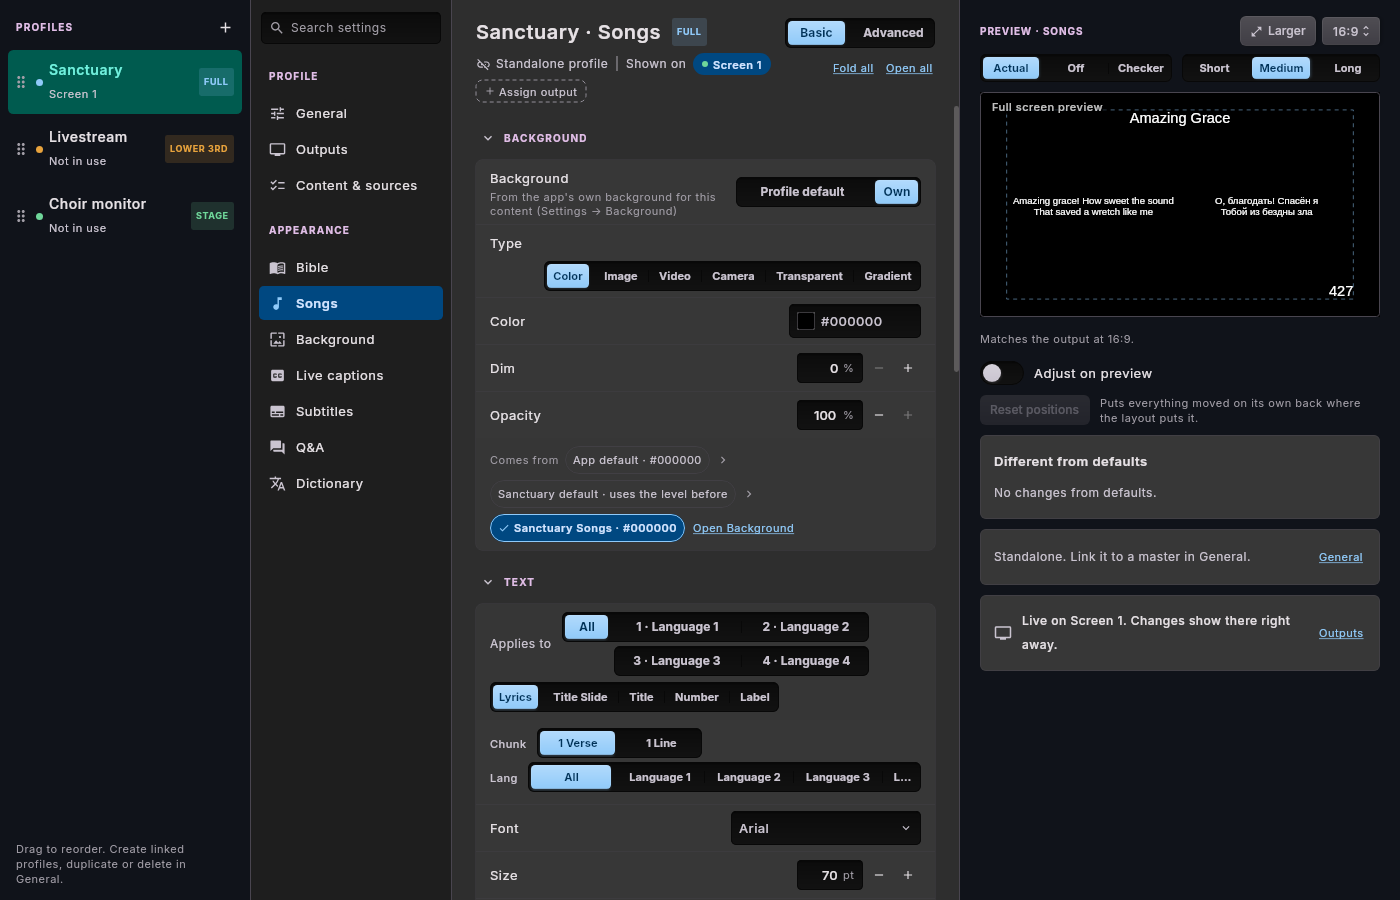 PROFILES
Sanctuary
Screen 1
FULL
Livestream
Not in use
LOWER 3RD
Choir monitor
Not in use
STAGE
Drag to reorder. Create linked
profiles, duplicate or delete in
General.
Search settings
PROFILE
General
Outputs
Content & sources
APPEARANCE
Bible
Songs
Background
Live captions
Subtitles
Q&A
Dictionary
Sanctuary · Songs FULL
Basic Advanced
Standalone profile | Shown on Screen 1
Fold all Open all
+ Assign output
BACKGROUND
Background
From the app's own background for this
content (Settings → Background)
Profile default Own
Type
Color Image Video Camera Transparent Gradient
Color #000000
Dim 0 % − +
Opacity 100 % − +
Comes from App default · #000000
Sanctuary default · uses the level before
Sanctuary Songs · #000000 Open Background
TEXT
Applies to
All 1 · Language 1 2 · Language 2
3 · Language 3 4 · Language 4
Lyrics Title Slide Title Number Label
Chunk 1 Verse 1 Line
Lang All Language 1 Language 2 Language 3 L...
Font Arial
Size 70 pt − +
PREVIEW · SONGS
Larger 16:9
Actual Off Checker Short Medium Long
Full screen preview
Amazing Grace
Amazing grace! How sweet the sound
That saved a wretch like me
О, благодать! Спасён я
Тобой из бездны зла
427
Matches the output at 16:9.
Adjust on preview
Reset positions
Puts everything moved on its own back where
the layout puts it.
Different from defaults
No changes from defaults.
Standalone. Link it to a master in General. General
Live on Screen 1. Changes show there right
away.
Outputs